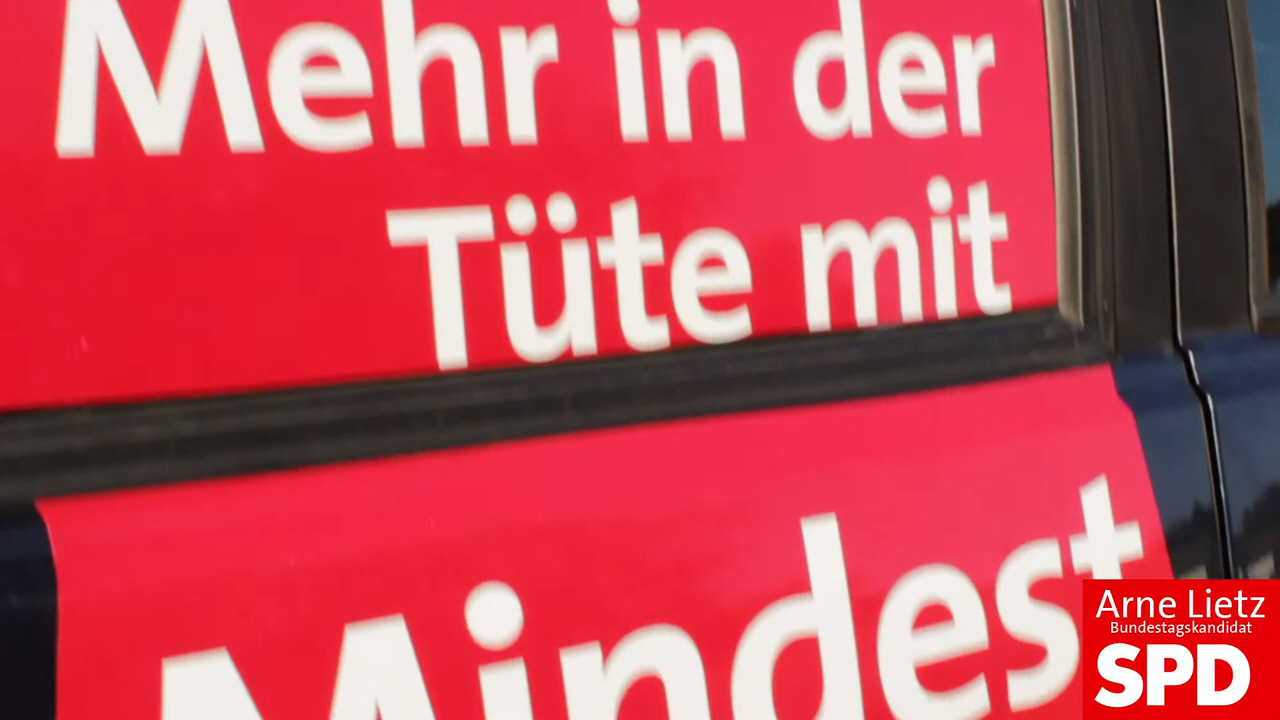 Mehr in der
Tüte mit
Mindest
Arne Lietz
Bundestagskandidat
SPD